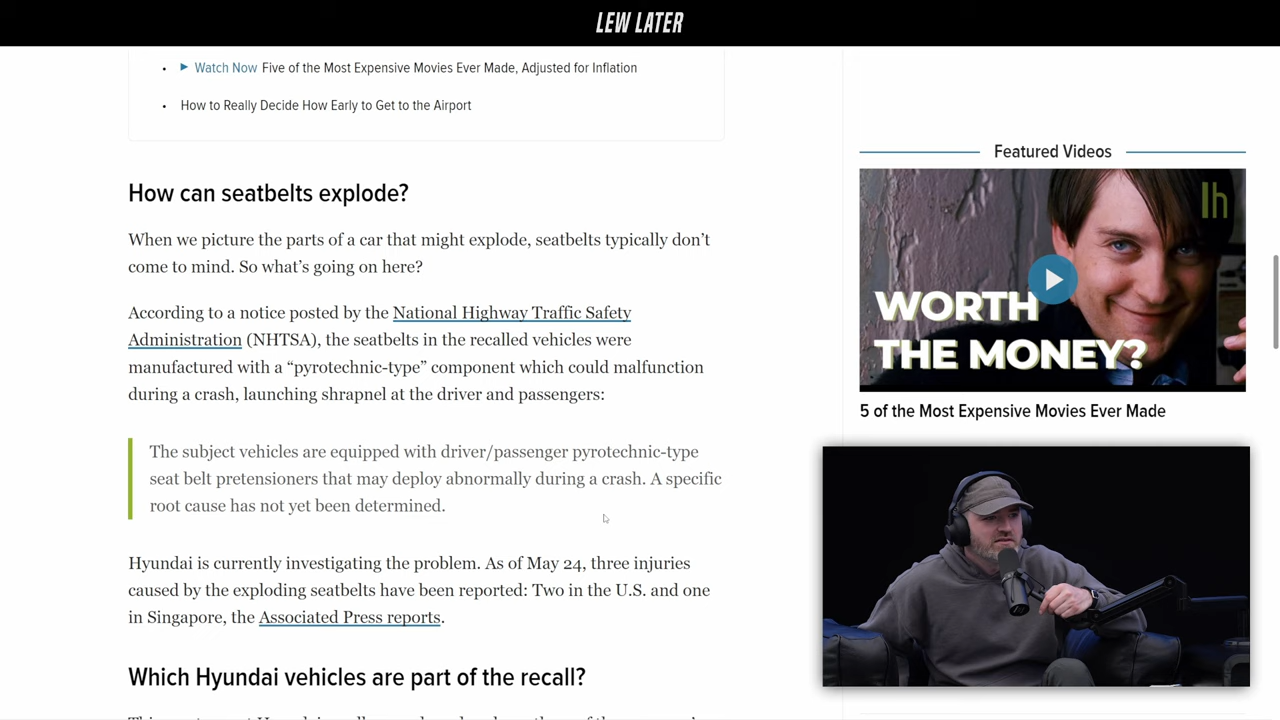 LEW LATER
• Watch Now Five of the Most Expensive Movies Ever Made, Adjusted for Inflation
• How to Really Decide How Early to Get to the Airport
How can seatbelts explode?
When we picture the parts of a car that might explode, seatbelts typically don’t
come to mind. So what’s going on here?
According to a notice posted by the National Highway Traffic Safety
Administration (NHTSA), the seatbelts in the recalled vehicles were
manufactured with a “pyrotechnic-type” component which could malfunction
during a crash, launching shrapnel at the driver and passengers:
The subject vehicles are equipped with driver/passenger pyrotechnic-type
seat belt pretensioners that may deploy abnormally during a crash. A specific
root cause has not yet been determined.
Hyundai is currently investigating the problem. As of May 24, three injuries
caused by the exploding seatbelts have been reported: Two in the U.S. and one
in Singapore, the Associated Press reports.
Which Hyundai vehicles are part of the recall?
Featured Videos
lh
WORTH
THE MONEY?
5 of the Most Expensive Movies Ever Made